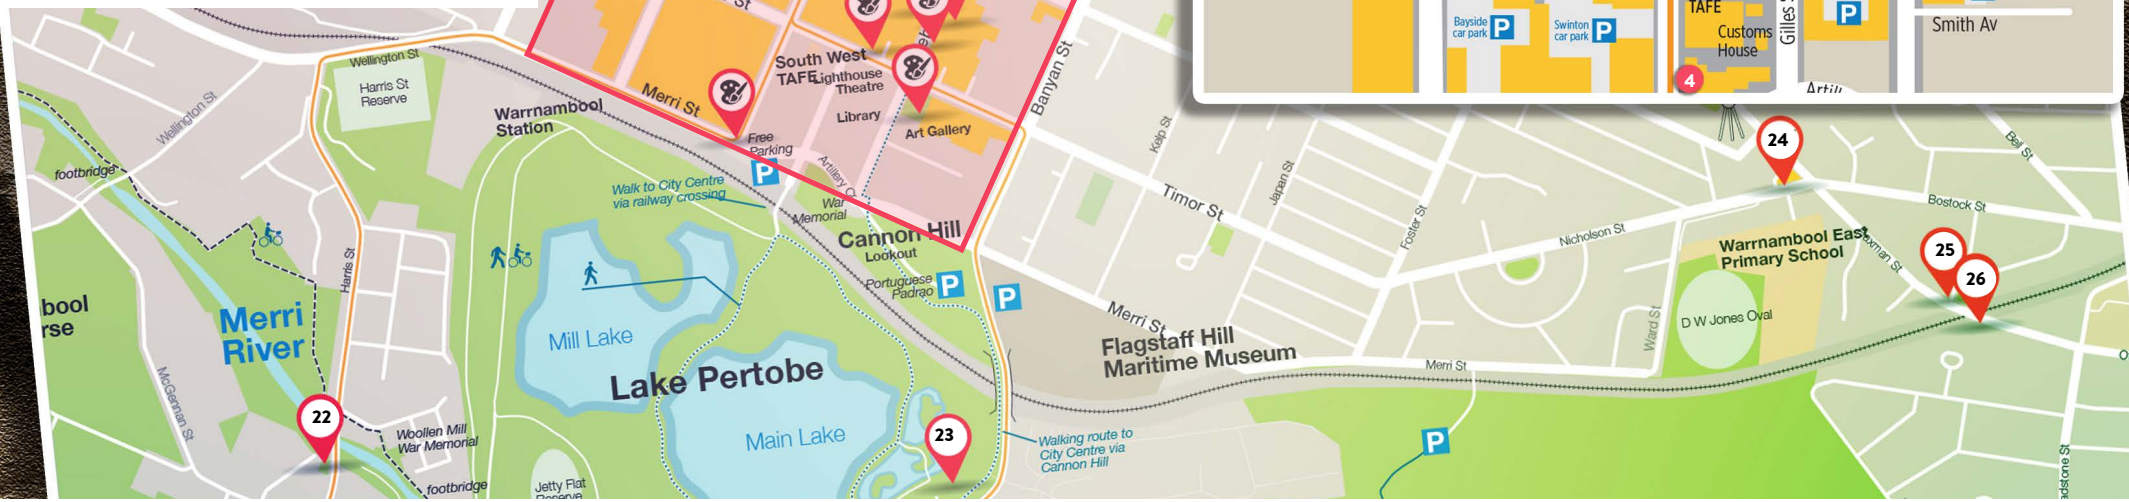 St
South West
TAFE
Lighthouse
Theatre
Library
Art Gallery
Merri St
Free
Parking
P
Artillery Cr
War
Memorial
Cannon Hill
Lookout
Portuguese
Padrao
P
P
Banyan St
Wellington St
Harris St
Reserve
Wellington St
Warrnambool
Station
Walk to City Centre
via railway crossing
footbridge
Harris St
Merri
River
McGennan St
22
Woollen Mill
War Memorial
footbridge
Jetty Flat
Mill Lake
Lake Pertobe
Main Lake
23
Walking route to
City Centre via
Cannon Hill
Flagstaff Hill
Maritime Museum
Merri St
Merri St
Timor St
Kelp St
Japan St
Foster St
Nicholson St
Ward St
D W Jones Oval
Warrnambool East
Primary School
24
25
26
Bostock St
Bell St
P
Bayside
car park
P
Swinton
car park
P
TAFE
Customs
House
4
Gilles
P
Smith Av